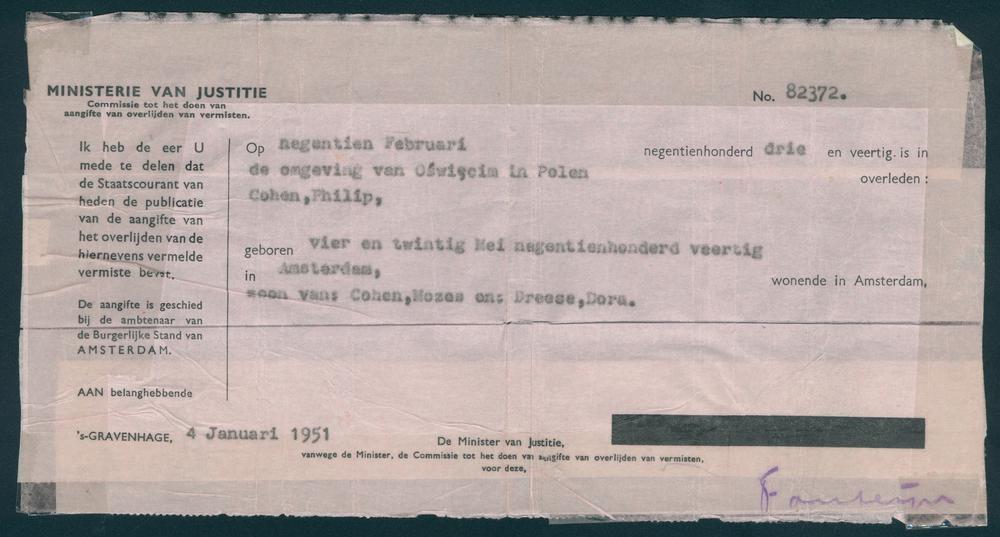 MINISTERIE VAN JUSTITIE
Commissie tot het doen van
aangifte van overlijden van vermisten.
No. 82372.
Ik heb de eer U
mede te delen dat
de Staatscourant van
heden de publicatie
van de aangifte van
het overlijden van de
hiernevens vermelde
vermiste bevat.
De aangifte is geschied
bij de ambtenaar van
de Burgerlijke Stand van
AMSTERDAM.
AAN belanghebbende
Op negentien Februari negentienhonderd drie en veertig. is in
de omgeving van Oświęcim in Polen overleden :
Cohen,Philip,
geboren vier en twintig Mei negentienhonderd veertig
in Amsterdam, wonende in Amsterdam,
zoon van: Cohen,Mozes en: Dreese,Dora.
's-GRAVENHAGE, 4 Januari 1951
De Minister van Justitie,
vanwege de Minister, de Commissie tot het doen van aangifte van overlijden van vermisten,
voor deze,